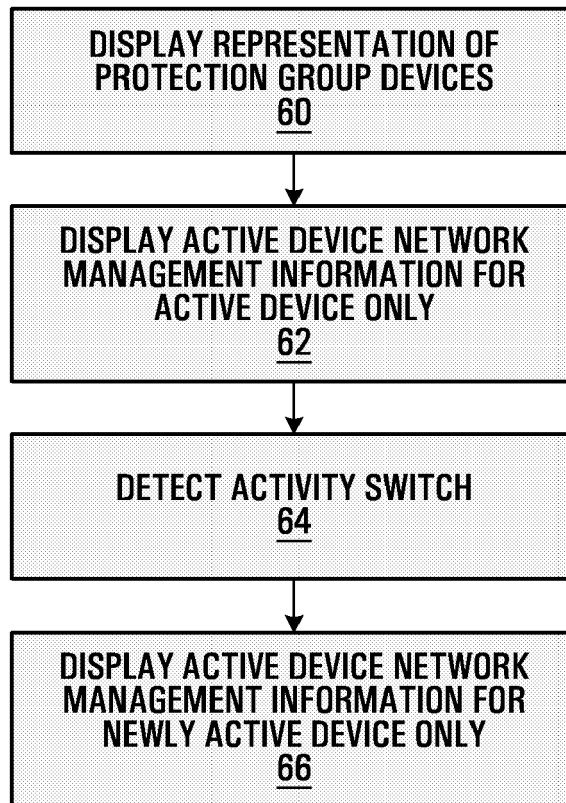 DISPLAY REPRESENTATION OF
PROTECTION GROUP DEVICES
60
DISPLAY ACTIVE DEVICE NETWORK
MANAGEMENT INFORMATION FOR
ACTIVE DEVICE ONLY
62
DETECT ACTIVITY SWITCH
64
DISPLAY ACTIVE DEVICE NETWORK
MANAGEMENT INFORMATION FOR
NEWLY ACTIVE DEVICE ONLY
66